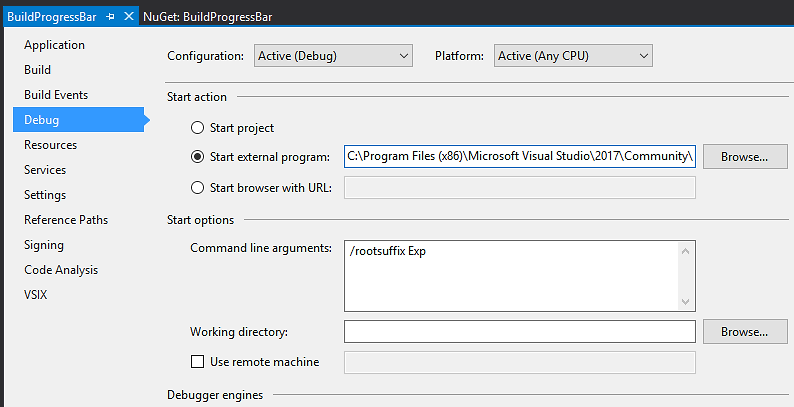 BuildProgressBar NuGet: BuildProgressBar
Application
Build
Build Events
Debug
Resources
Services
Settings
Reference Paths
Signing
Code Analysis
VSIX
Configuration: Active (Debug) Platform: Active (Any CPU)
Start action
Start project
Start external program: C:\Program Files (x86)\Microsoft Visual Studio\2017\Community\ Browse...
Start browser with URL:
Start options
Command line arguments: /rootsuffix Exp
Working directory: Browse...
Use remote machine
Debugger engines